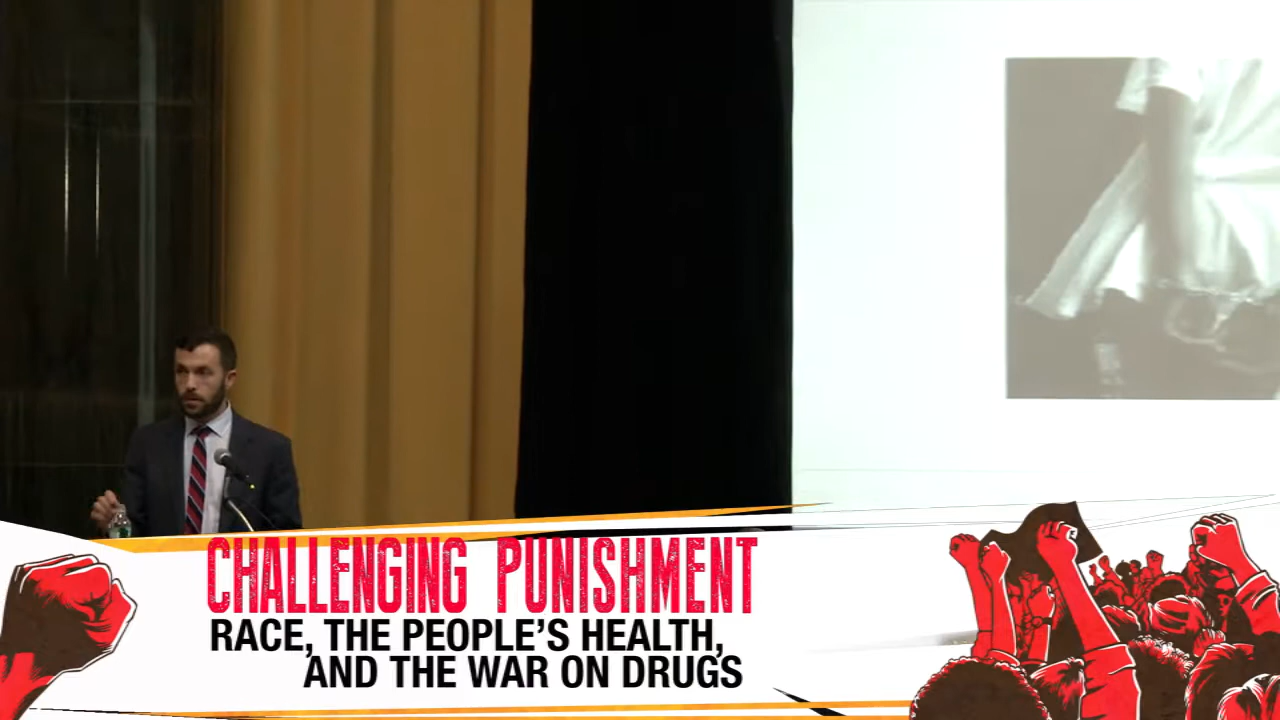 CHALLENGING PUNISHMENT
RACE, THE PEOPLE'S HEALTH,
AND THE WAR ON DRUGS